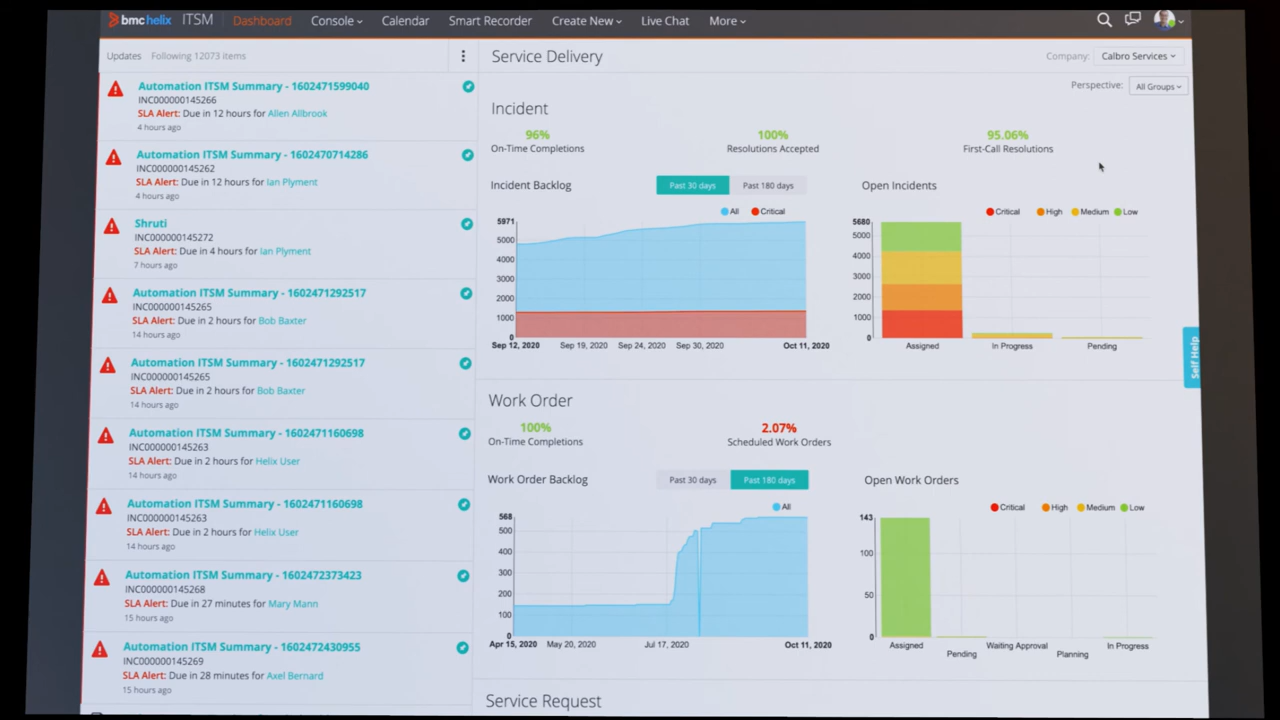 bmc helix ITSM Dashboard Console Calendar Smart Recorder Create New Live Chat More
Updates Following 12073 items
Automation ITSM Summary - 1602471599040
INC000000145266
SLA Alert: Due in 12 hours for Allen Allbrook
4 hours ago
Automation ITSM Summary - 1602470714286
INC000000145262
SLA Alert: Due in 12 hours for Ian Plyment
4 hours ago
Shruti
INC000000145272
SLA Alert: Due in 4 hours for Ian Plyment
7 hours ago
Automation ITSM Summary - 1602471292517
INC000000145265
SLA Alert: Due in 2 hours for Bob Baxter
14 hours ago
Automation ITSM Summary - 1602471292517
INC000000145265
SLA Alert: Due in 2 hours for Bob Baxter
14 hours ago
Automation ITSM Summary - 1602471160698
INC000000145263
SLA Alert: Due in 2 hours for Helix User
14 hours ago
Automation ITSM Summary - 1602471160698
INC000000145263
SLA Alert: Due in 2 hours for Helix User
14 hours ago
Automation ITSM Summary - 1602472373423
INC000000145268
SLA Alert: Due in 27 minutes for Mary Mann
15 hours ago
Automation ITSM Summary - 1602472430955
INC000000145269
SLA Alert: Due in 28 minutes for Axel Bernard
15 hours ago
Service Delivery
Company: Calbro Services
Perspective: All Groups
Incident
96% 100% 95.06%
On-Time Completions Resolutions Accepted First-Call Resolutions
Incident Backlog Past 30 days Past 180 days
All Critical
5971
5000
4000
3000
2000
1000
0
Sep 12, 2020 Sep 19, 2020 Sep 24, 2020 Sep 30, 2020 Oct 11, 2020
Open Incidents
Critical High Medium Low
5680
5000
4000
3000
2000
1000
0
Assigned In Progress Pending
Self Help
Work Order
100% 2.07%
On-Time Completions Scheduled Work Orders
Work Order Backlog Past 30 days Past 180 days
All
568
500
400
300
200
100
0
Apr 15, 2020 May 20, 2020 Jul 17, 2020 Oct 11, 2020
Open Work Orders
Critical High Medium Low
143
100
50
0
Assigned Pending Waiting Approval Planning In Progress
Service Request